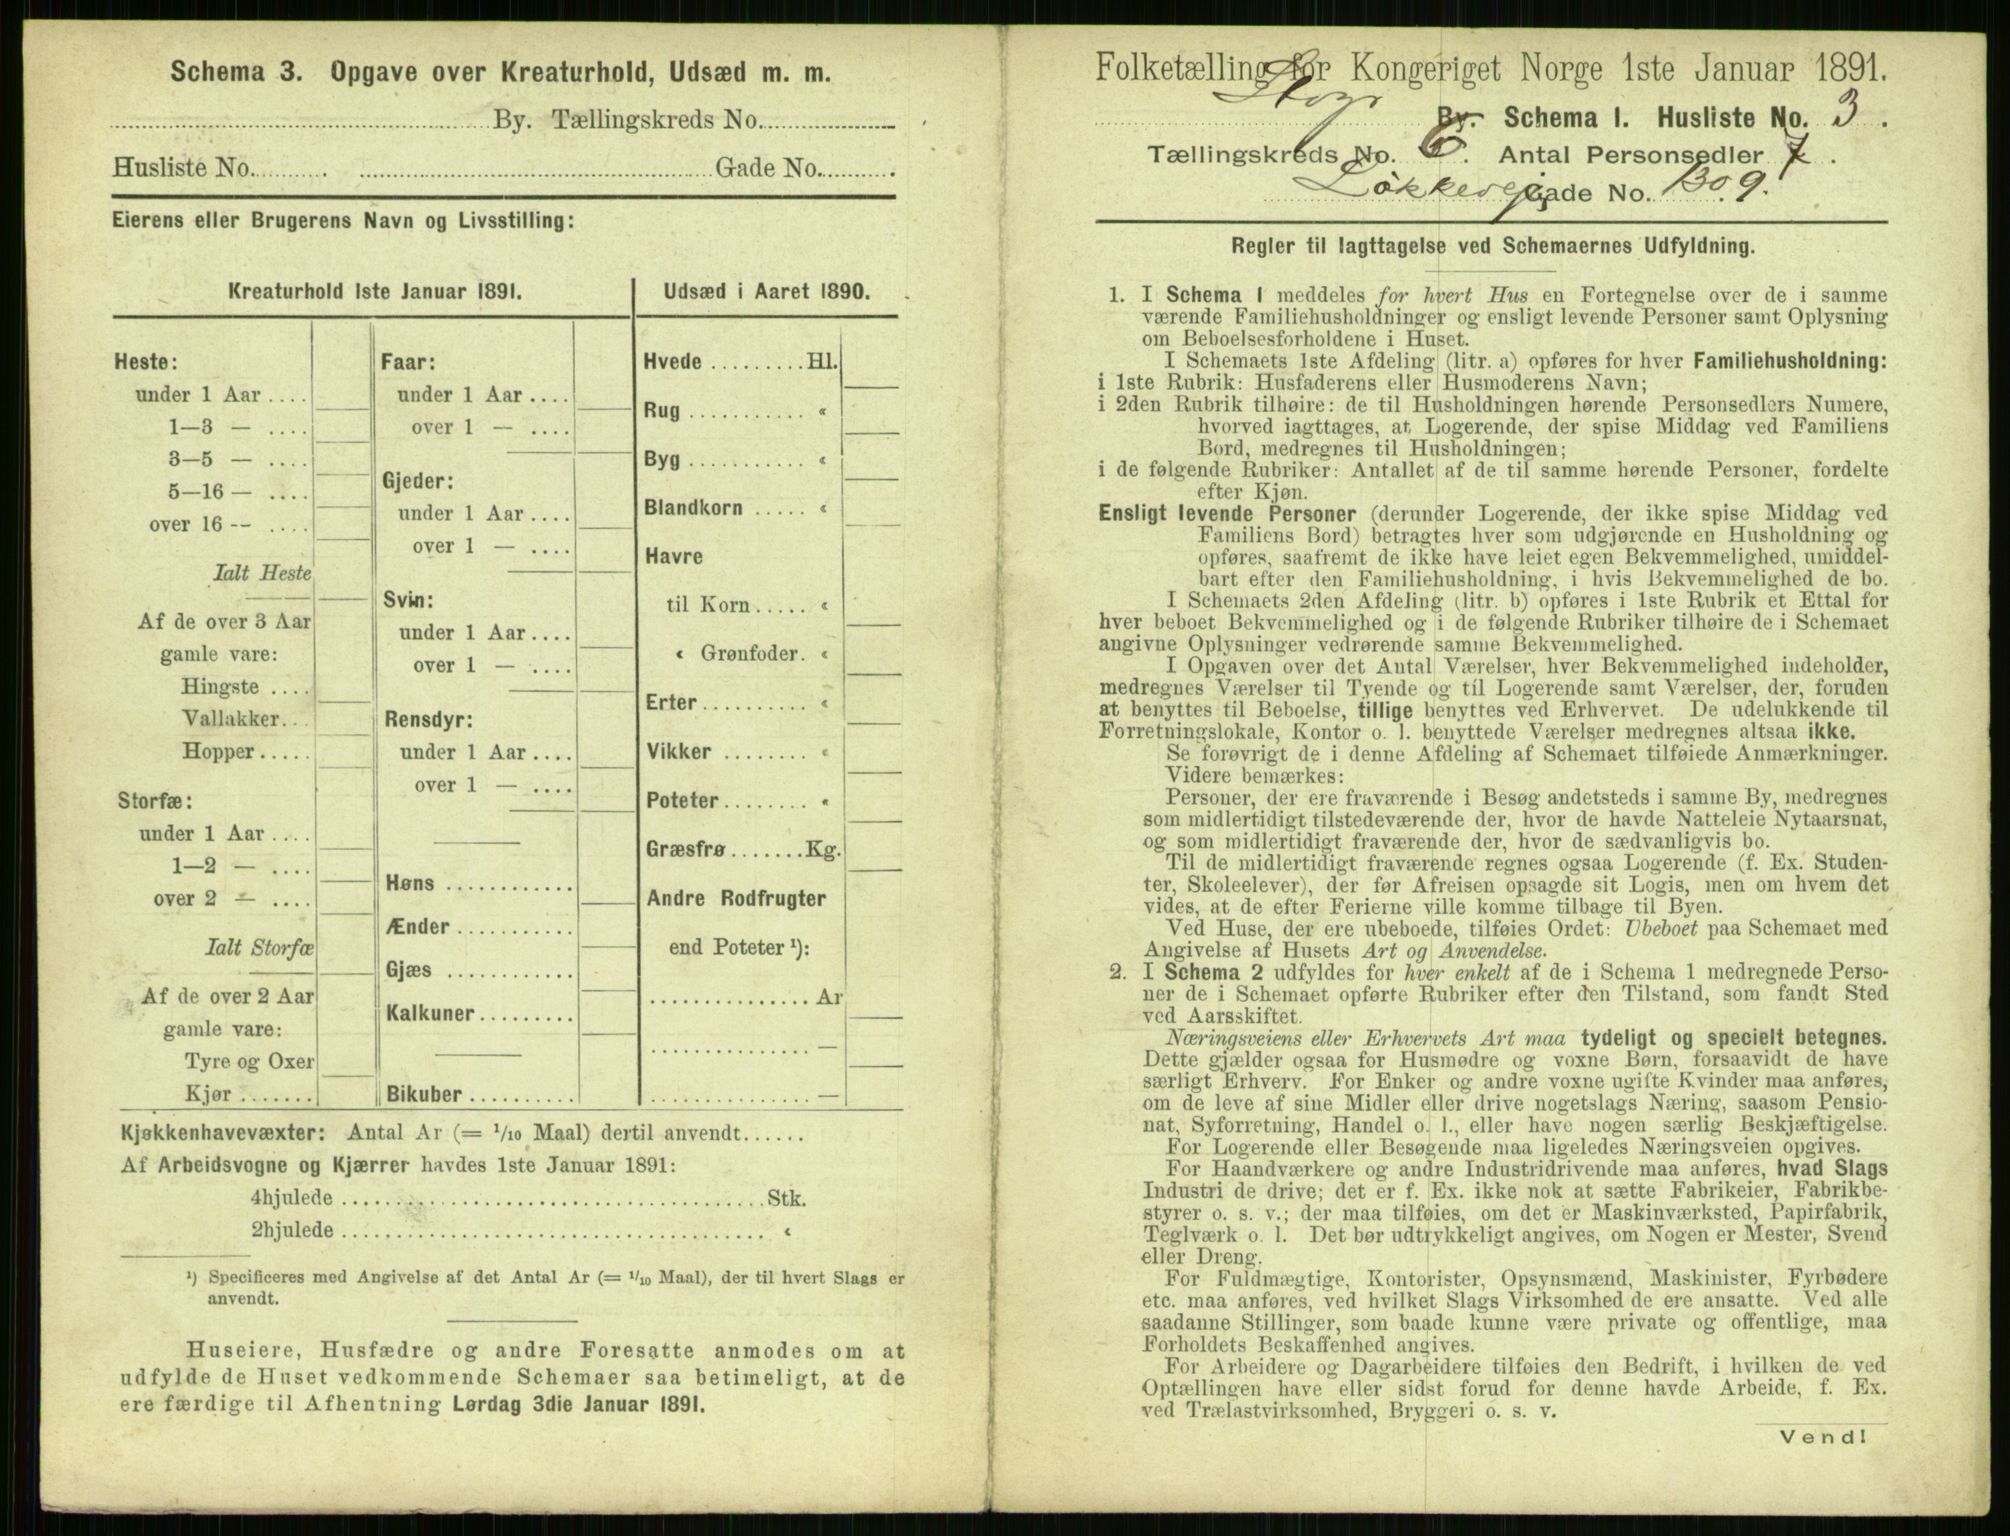 Schema 3. Opgave over Kreaturhold, Udsæd m. m.
By. Tællingskreds No.
Husliste No. Gade No.
Eierens eller Brugerens Navn og Livsstilling:
Kreaturhold 1ste Januar 1891.
Heste:
under 1 Aar ....
1—3 — ....
3—5 — ....
5—16 — ....
over 16 -- ....
Ialt Heste
Af de over 3 Aar
gamle vare:
Hingste ....
Vallakker...
Hopper .....
Storfæ:
under 1 Aar ....
1—2 — ....
over 2 — ....
Ialt Storfæ
Af de over 2 Aar
gamle vare:
Tyre og Oxer
Kjør .......
Faar:
under 1 Aar ....
over 1 — ....
Gjeder:
under 1 Aar ....
over 1 — ....
Svin:
under 1 Aar ....
over 1 — ....
Rensdyr:
under 1 Aar ....
over 1 — ....
Høns ............
Ænder ...........
Gjæs ............
Kalkuner.........
Bikuber ..........
Udsæd i Aaret 1890.
Hvede .........Hl.
Rug ........... «
Byg ........... «
Blandkorn ..... «
Havre
til Korn ..... «
« Grønfoder. «
Erter.......... «
Vikker ........ «
Poteter........ «
Græsfrø.......Kg.
Andre Rodfrugter
end Poteter ¹):
............... Ar
............... —
............... —
Kjøkkenhavevæxter: Antal Ar (= ¹/₁₀ Maal) dertil anvendt......
Af Arbeidsvogne og Kjærrer havdes 1ste Januar 1891:
4hjulede ........................................Stk.
2hjulede ........................................ «
¹) Specificeres med Angivelse af det Antal Ar (= ¹/₁₀ Maal), der til hvert Slags er
anvendt.
Huseiere, Husfædre og andre Foresatte anmodes om at
udfylde de Huset vedkommende Schemaer saa betimeligt, at de
ere færdige til Afhentning Lørdag 3die Januar 1891.
Folketælling for Kongeriget Norge 1ste Januar 1891.
By. Schema I. Husliste No. 3.
Tællingskreds No. 6. Antal Personsedler 7.
Gade No. 130.9.
Regler til Iagttagelse ved Schemaernes Udfyldning.
1. I Schema 1 meddeles for hvert Hus en Fortegnelse over de i samme
værende Familiehusholdninger og ensligt levende Personer samt Oplysning
om Beboelsesforholdene i Huset.
I Schemaets 1ste Afdeling (litr. a) opføres for hver Familiehusholdning:
i 1ste Rubrik: Husfaderens eller Husmoderens Navn;
i 2den Rubrik tilhøire: de til Husholdningen hørende Personsedlers Numere,
hvorved iagttages, at Logerende, der spise Middag ved Familiens
Bord, medregnes til Husholdningen;
i de følgende Rubriker: Antallet af de til samme hørende Personer, fordelte
efter Kjøn.
Ensligt levende Personer (derunder Logerende, der ikke spise Middag ved
Familiens Bord) betragtes hver som udgjørende en Husholdning og
opføres, saafremt de ikke have leiet egen Bekvemmelighed, umiddel-
bart efter den Familiehusholdning, i hvis Bekvemmelighed de bo.
I Schemaets 2den Afdeling (litr. b) opføres i 1ste Rubrik et Ettal for
hver beboet Bekvemmelighed og i de følgende Rubriker tilhøire de i Schemaet
angivne Oplysninger vedrørende samme Bekvemmelighed.
I Opgaven over det Antal Værelser, hver Bekvemmelighed indeholder,
medregnes Værelser til Tyende og til Logerende samt Værelser, der, foruden
at benyttes til Beboelse, tillige benyttes ved Erhvervet. De udelukkende til
Forretningslokale, Kontor o. l. benyttede Værelser medregnes altsaa ikke.
Se forøvrigt de i denne Afdeling af Schemaet tilføiede Anmærkninger.
Videre bemærkes:
Personer, der ere fraværende i Besøg andetsteds i samme By, medregnes
som midlertidigt tilstedeværende der, hvor de havde Natteleie Nytaarsnat,
og som midlertidigt fraværende der, hvor de sædvanligvis bo.
Til de midlertidigt fraværende regnes ogsaa Logerende (f. Ex. Studen-
ter, Skoleelever), der før Afreisen opsagde sit Logis, men om hvem det
vides, at de efter Ferierne ville komme tilbage til Byen.
Ved Huse, der ere ubeboede, tilføies Ordet: Ubeboet paa Schemaet med
Angivelse af Husets Art og Anvendelse.
2. I Schema 2 udfyldes for hver enkelt af de i Schema 1 medregnede Perso-
ner de i Schemaet opførte Rubriker efter den Tilstand, som fandt Sted
ved Aarsskiftet.
Næringsveiens eller Erhvervets Art maa tydeligt og specielt betegnes.
Dette gjælder ogsaa for Husmødre og voxne Børn, forsaavidt de have
særligt Erhverv. For Enker og andre voxne ugifte Kvinder maa anføres,
om de leve af sine Midler eller drive nogetslags Næring, saasom Pensio-
nat, Syforretning, Handel o. l., eller have nogen særlig Beskjæftigelse.
For Logerende eller Besøgende maa ligeledes Næringsveien opgives.
For Haandværkere og andre Industridrivende maa anføres, hvad Slags
Industri de drive; det er f. Ex. ikke nok at sætte Fabrikeier, Fabrikbe-
styrer o. s. v.; der maa tilføies, om det er Maskinværksted, Papirfabrik,
Teglværk o. l. Det bør udtrykkeligt angives, om Nogen er Mester, Svend
eller Dreng.
For Fuldmægtige, Kontorister, Opsynsmænd, Maskinister, Fyrbødere
etc. maa anføres, ved hvilket Slags Virksomhed de ere ansatte. Ved alle
saadanne Stillinger, som baade kunne være private og offentlige, maa
Forholdets Beskaffenhed angives.
For Arbeidere og Dagarbeidere tilføies den Bedrift, i hvilken de ved
Optællingen have eller sidst forud for denne havde Arbeide, f. Ex.
ved Trælastvirksomhed, Bryggeri o. s. v.
Vend!